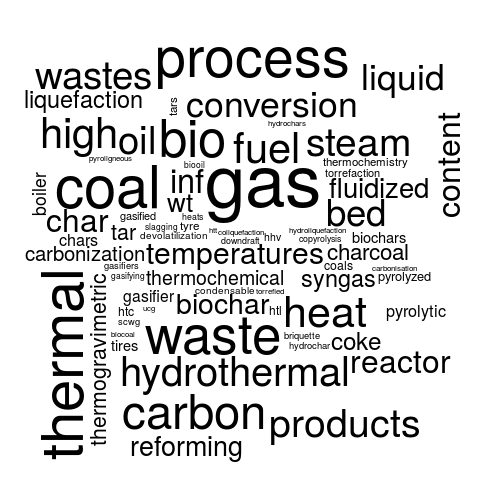 process
wastes
liquid
liquefaction
tars
conversion
hydrochars
content
high
oil
bio
fuel
steam
pyroligneous
thermochemistry
biooil
torrefaction
boiler
coal
inf
gas
fluidized
wt
bed
char
gasified
heats
slagging
tyre
tar
htt
coliquefaction
hydroliquefaction
chars
devolatilization
downdraft
hhv
copyrolysis
biochars
carbonization
temperatures
charcoal
gasifiers
coals
carbonisation
gasifying
thermochemical
syngas
pyrolyzed
thermal
thermogravimetric
gasifier
condensable
torrefied
biochar
htl
heat
pyrolytic
htc
ucg
scwg
waste
biocoal
briquette
tires
hydrochar
coke
hydrothermal
reactor
carbon
products
reforming